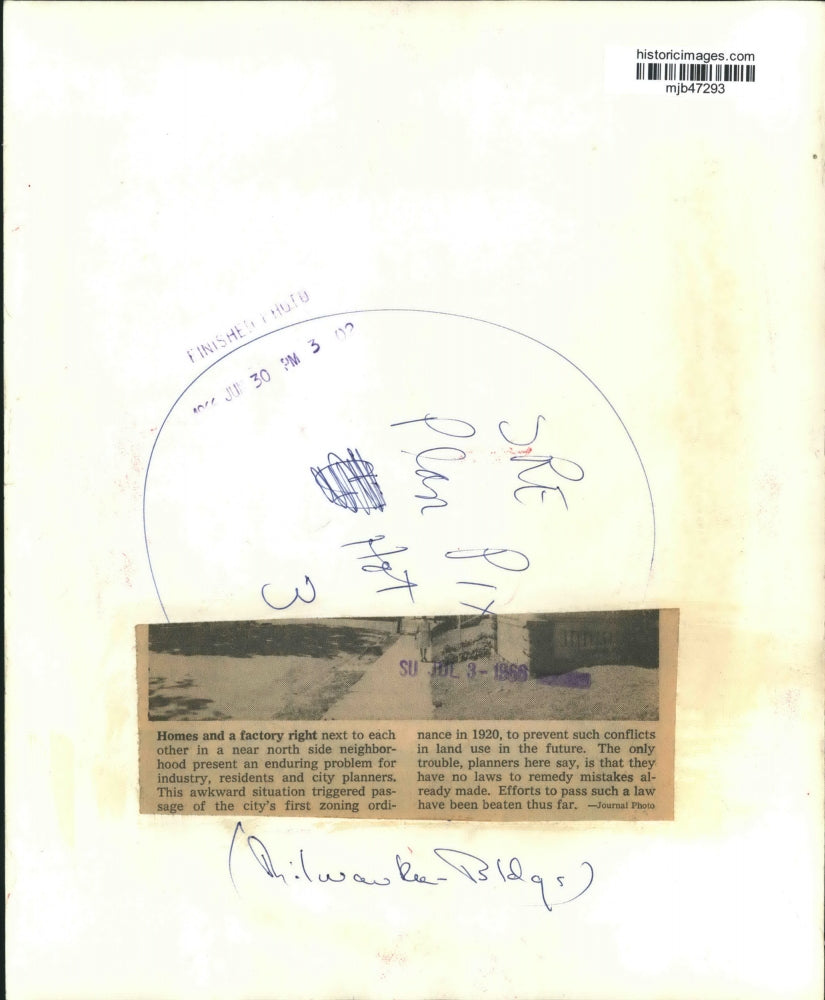 historicimages.com
mjb47293
FINISHED PHOTO
JUN 30 PM 3 02
SRE
Plan Pix
Hot
3
SU JUL 3 - 1966
Homes and a factory right next to each
other in a near north side neighbor-
hood present an enduring problem for
industry, residents and city planners.
This awkward situation triggered pas-
sage of the city's first zoning ordi-
nance in 1920, to prevent such conflicts
in land use in the future. The only
trouble, planners here say, is that they
have no laws to remedy mistakes al-
ready made. Efforts to pass such a law
have been beaten thus far. —Journal Photo
(Milwaukee - Bldgs)